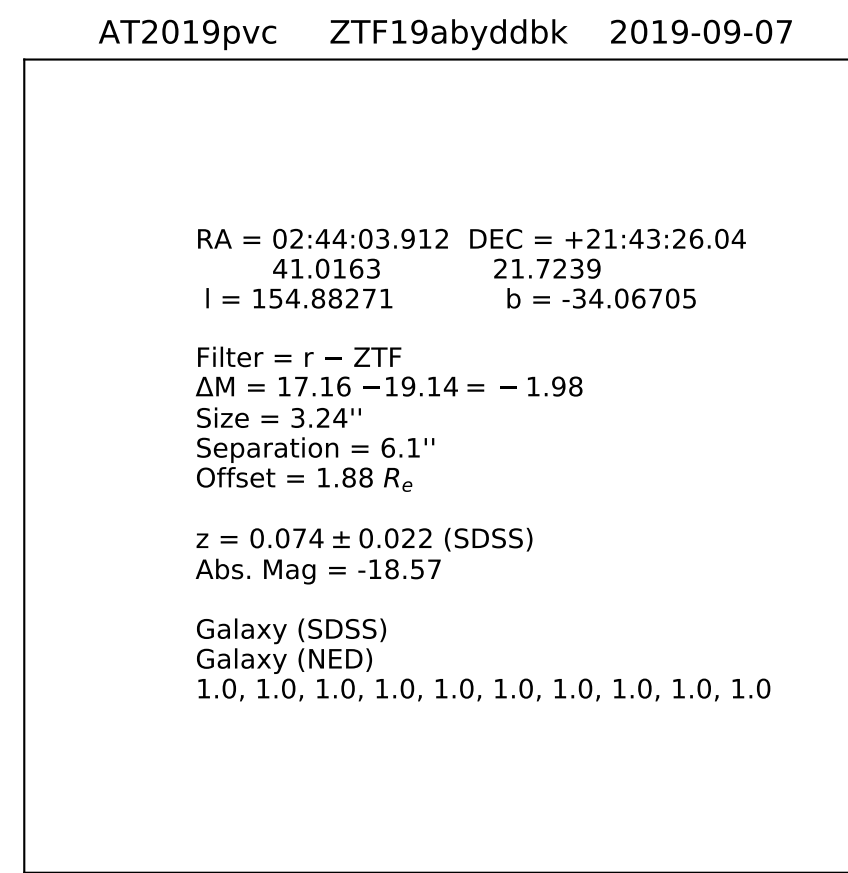 AT2019pvc ZTF19abyddbk 2019-09-07
RA = 02:44:03.912 DEC = +21:43:26.04
41.0163 21.7239
l = 154.88271 b = -34.06705
Filter = r − ZTF
ΔM = 17.16 −19.14 = − 1.98
Size = 3.24''
Separation = 6.1''
Offset = 1.88 Re
z = 0.074 ± 0.022 (SDSS)
Abs. Mag = -18.57
Galaxy (SDSS)
Galaxy (NED)
1.0, 1.0, 1.0, 1.0, 1.0, 1.0, 1.0, 1.0, 1.0, 1.0